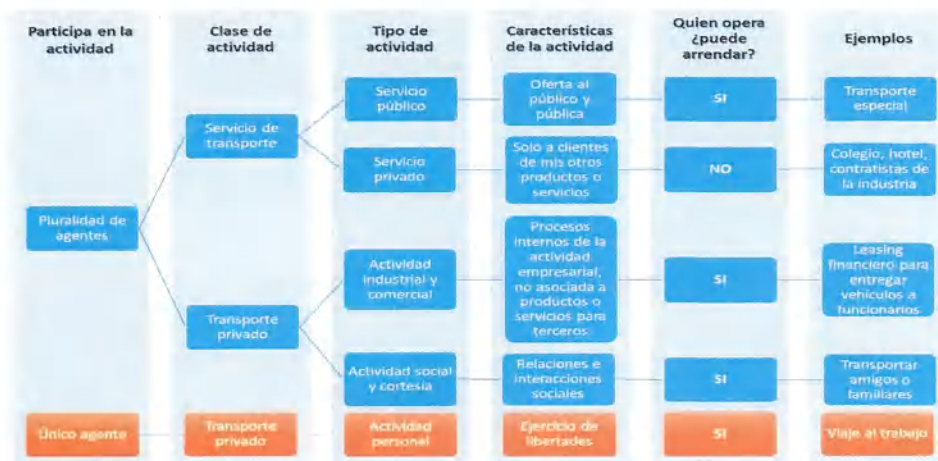 Participa en la
actividad
Clase de
actividad
Tipo de
actividad
Características
de la actividad
Quien opera
¿puede
arrendar?
Ejemplos
Pluralidad de
agentes
Servicio de
transporte
Servicio
público
Oferta al
público y
pública
SI
Transporte
especial
Servicio
privado
Solo a clientes
de mis otros
productos o
servicios
NO
Colegio, hotel,
contratistas de
la industria
Transporte
privado
Actividad
industrial y
comercial
Procesos
internos de la
actividad
empresarial,
no asociada a
productos o
servicios para
terceros
SI
Leasing
financiero para
entregar
vehículos a
funcionarios
Actividad social
y cortesía
Relaciones e
interacciones
sociales
SI
Transportar
amigos o
familiares
Único agente
Transporte
privado
Actividad
personal
Ejercicio de
libertades
SI
Viaje al trabajo